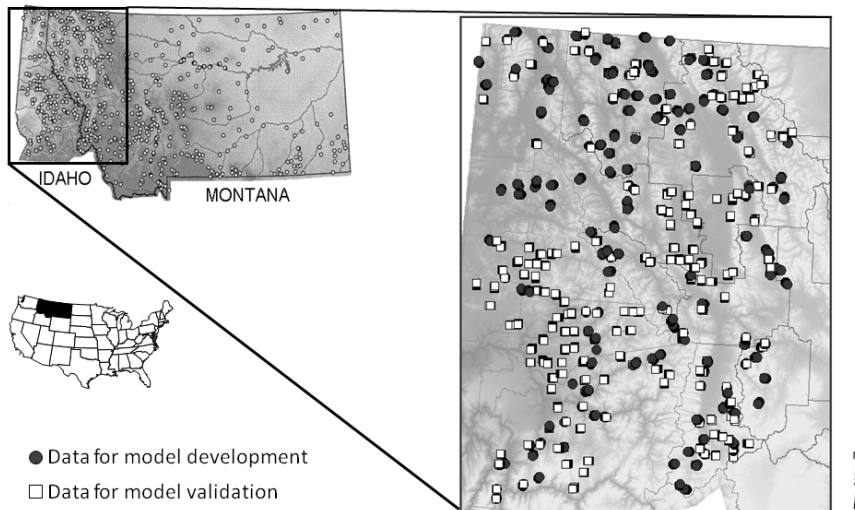 IDAHO
MONTANA
Data for model development
Data for model validation